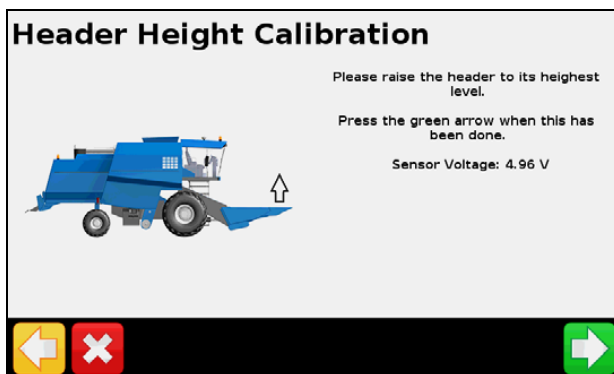 Header Height Calibration
Please raise the header to its heighest
level.
Press the green arrow when this has
been done.
Sensor Voltage: 4.96 V